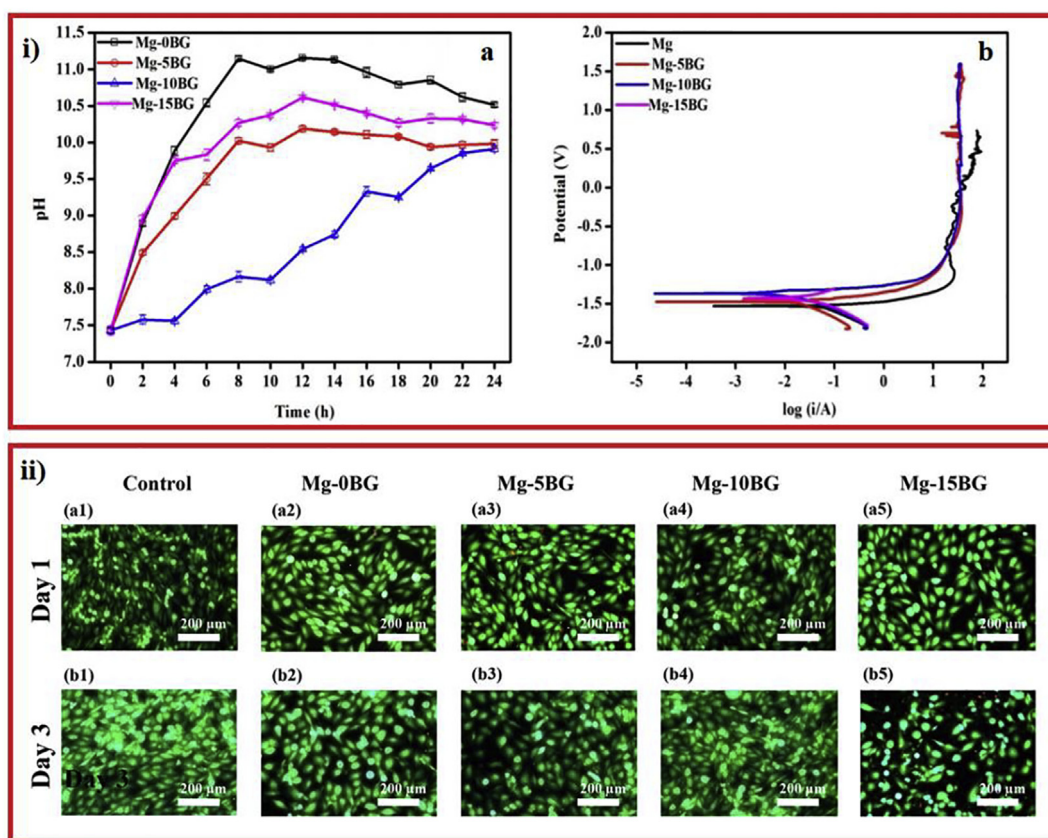 i)
a
Mg-0BG
Mg-5BG
Mg-10BG
Mg-15BG
11.5
11.0
10.5
10.0
9.5
9.0
8.5
8.0
7.5
7.0
pH
0 2 4 6 8 10 12 14 16 18 20 22 24
Time (h)
b
Mg
Mg-5BG
Mg-10BG
Mg-15BG
2.0
1.5
1.0
0.5
0.0
-0.5
-1.0
-1.5
-2.0
Potential (V)
-5 -4 -3 -2 -1 0 1 2
log (i/A)
ii)
Control Mg-0BG Mg-5BG Mg-10BG Mg-15BG
(a1) (a2) (a3) (a4) (a5)
Day 1
200 µm 200 µm 200 µm 200 µm 200 µm
(b1) (b2) (b3) (b4) (b5)
Day 3
Day 3
200 µm 200 µm 200 µm 200 µm 200 µm